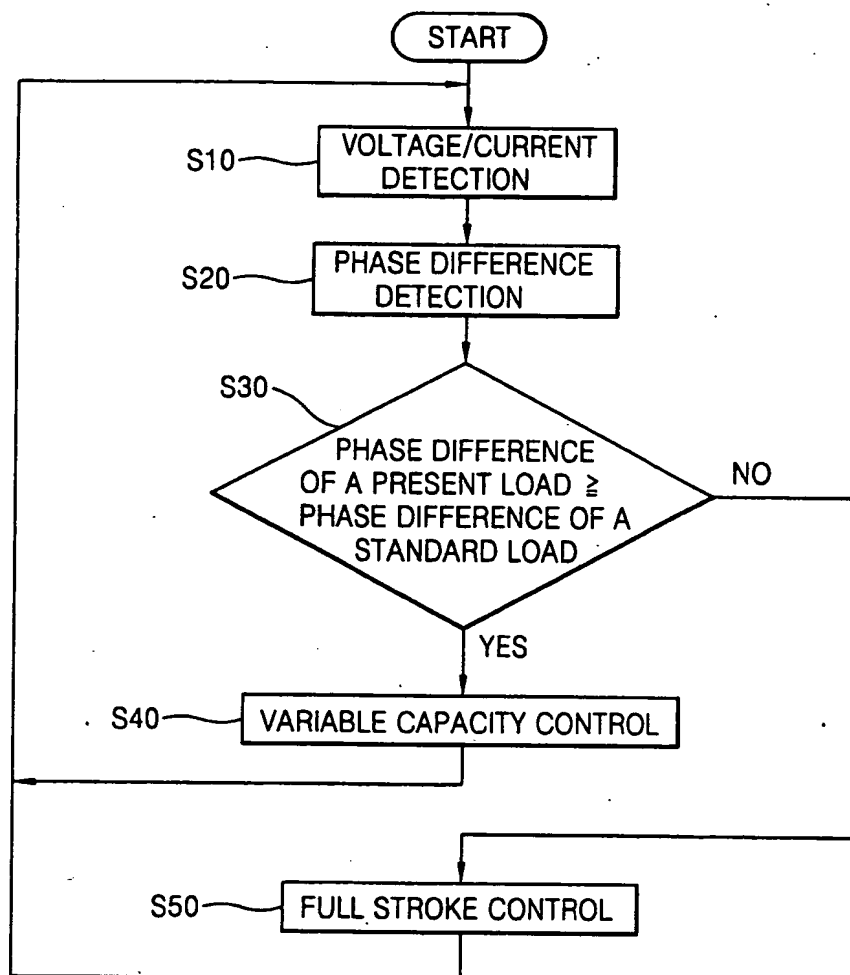 START
S10
VOLTAGE/CURRENT
DETECTION
S20
PHASE DIFFERENCE
DETECTION
S30
PHASE DIFFERENCE
OF A PRESENT LOAD ≧
PHASE DIFFERENCE OF A
STANDARD LOAD
NO
YES
S40
VARIABLE CAPACITY CONTROL
S50
FULL STROKE CONTROL